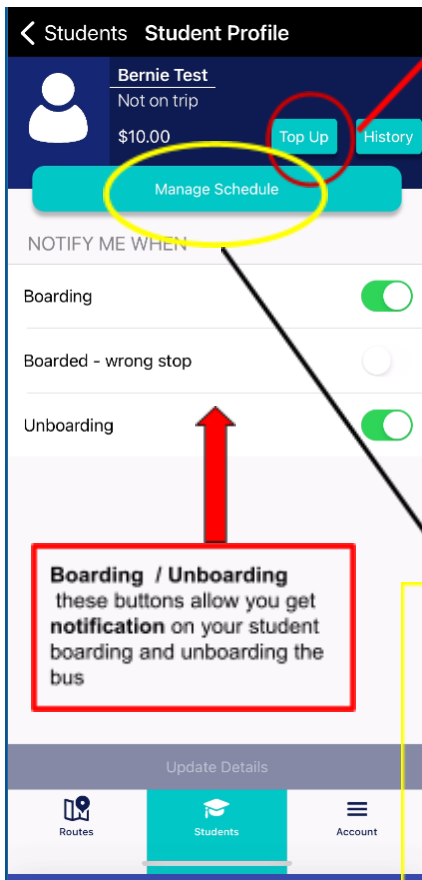 Students Student Profile
Bernie Test
Not on trip
$10.00 Top Up History
Manage Schedule
NOTIFY ME WHEN
Boarding
Boarded - wrong stop
Unboarding
Boarding / Unboarding
these buttons allow you get
notification on your student
boarding and unboarding the
bus
Update Details
Routes Students Account